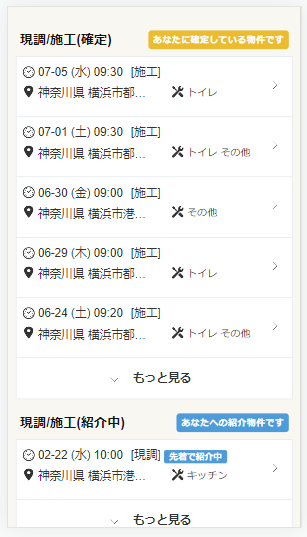 現調/施工(確定) あなたに確定している物件です
07-05 (水) 09:30 [施工]
神奈川県 横浜市都… トイレ
07-01 (土) 09:30 [施工]
神奈川県 横浜市都… トイレ その他
06-30 (金) 09:00 [施工]
神奈川県 横浜市港… その他
06-29 (木) 09:00 [施工]
神奈川県 横浜市都… トイレ
06-24 (土) 09:20 [施工]
神奈川県 横浜市都… トイレ その他
もっと見る
現調/施工(紹介中) あなたへの紹介物件です
02-22 (水) 10:00 [現調] 先着で紹介中
神奈川県 横浜市港… キッチン
もっと見る